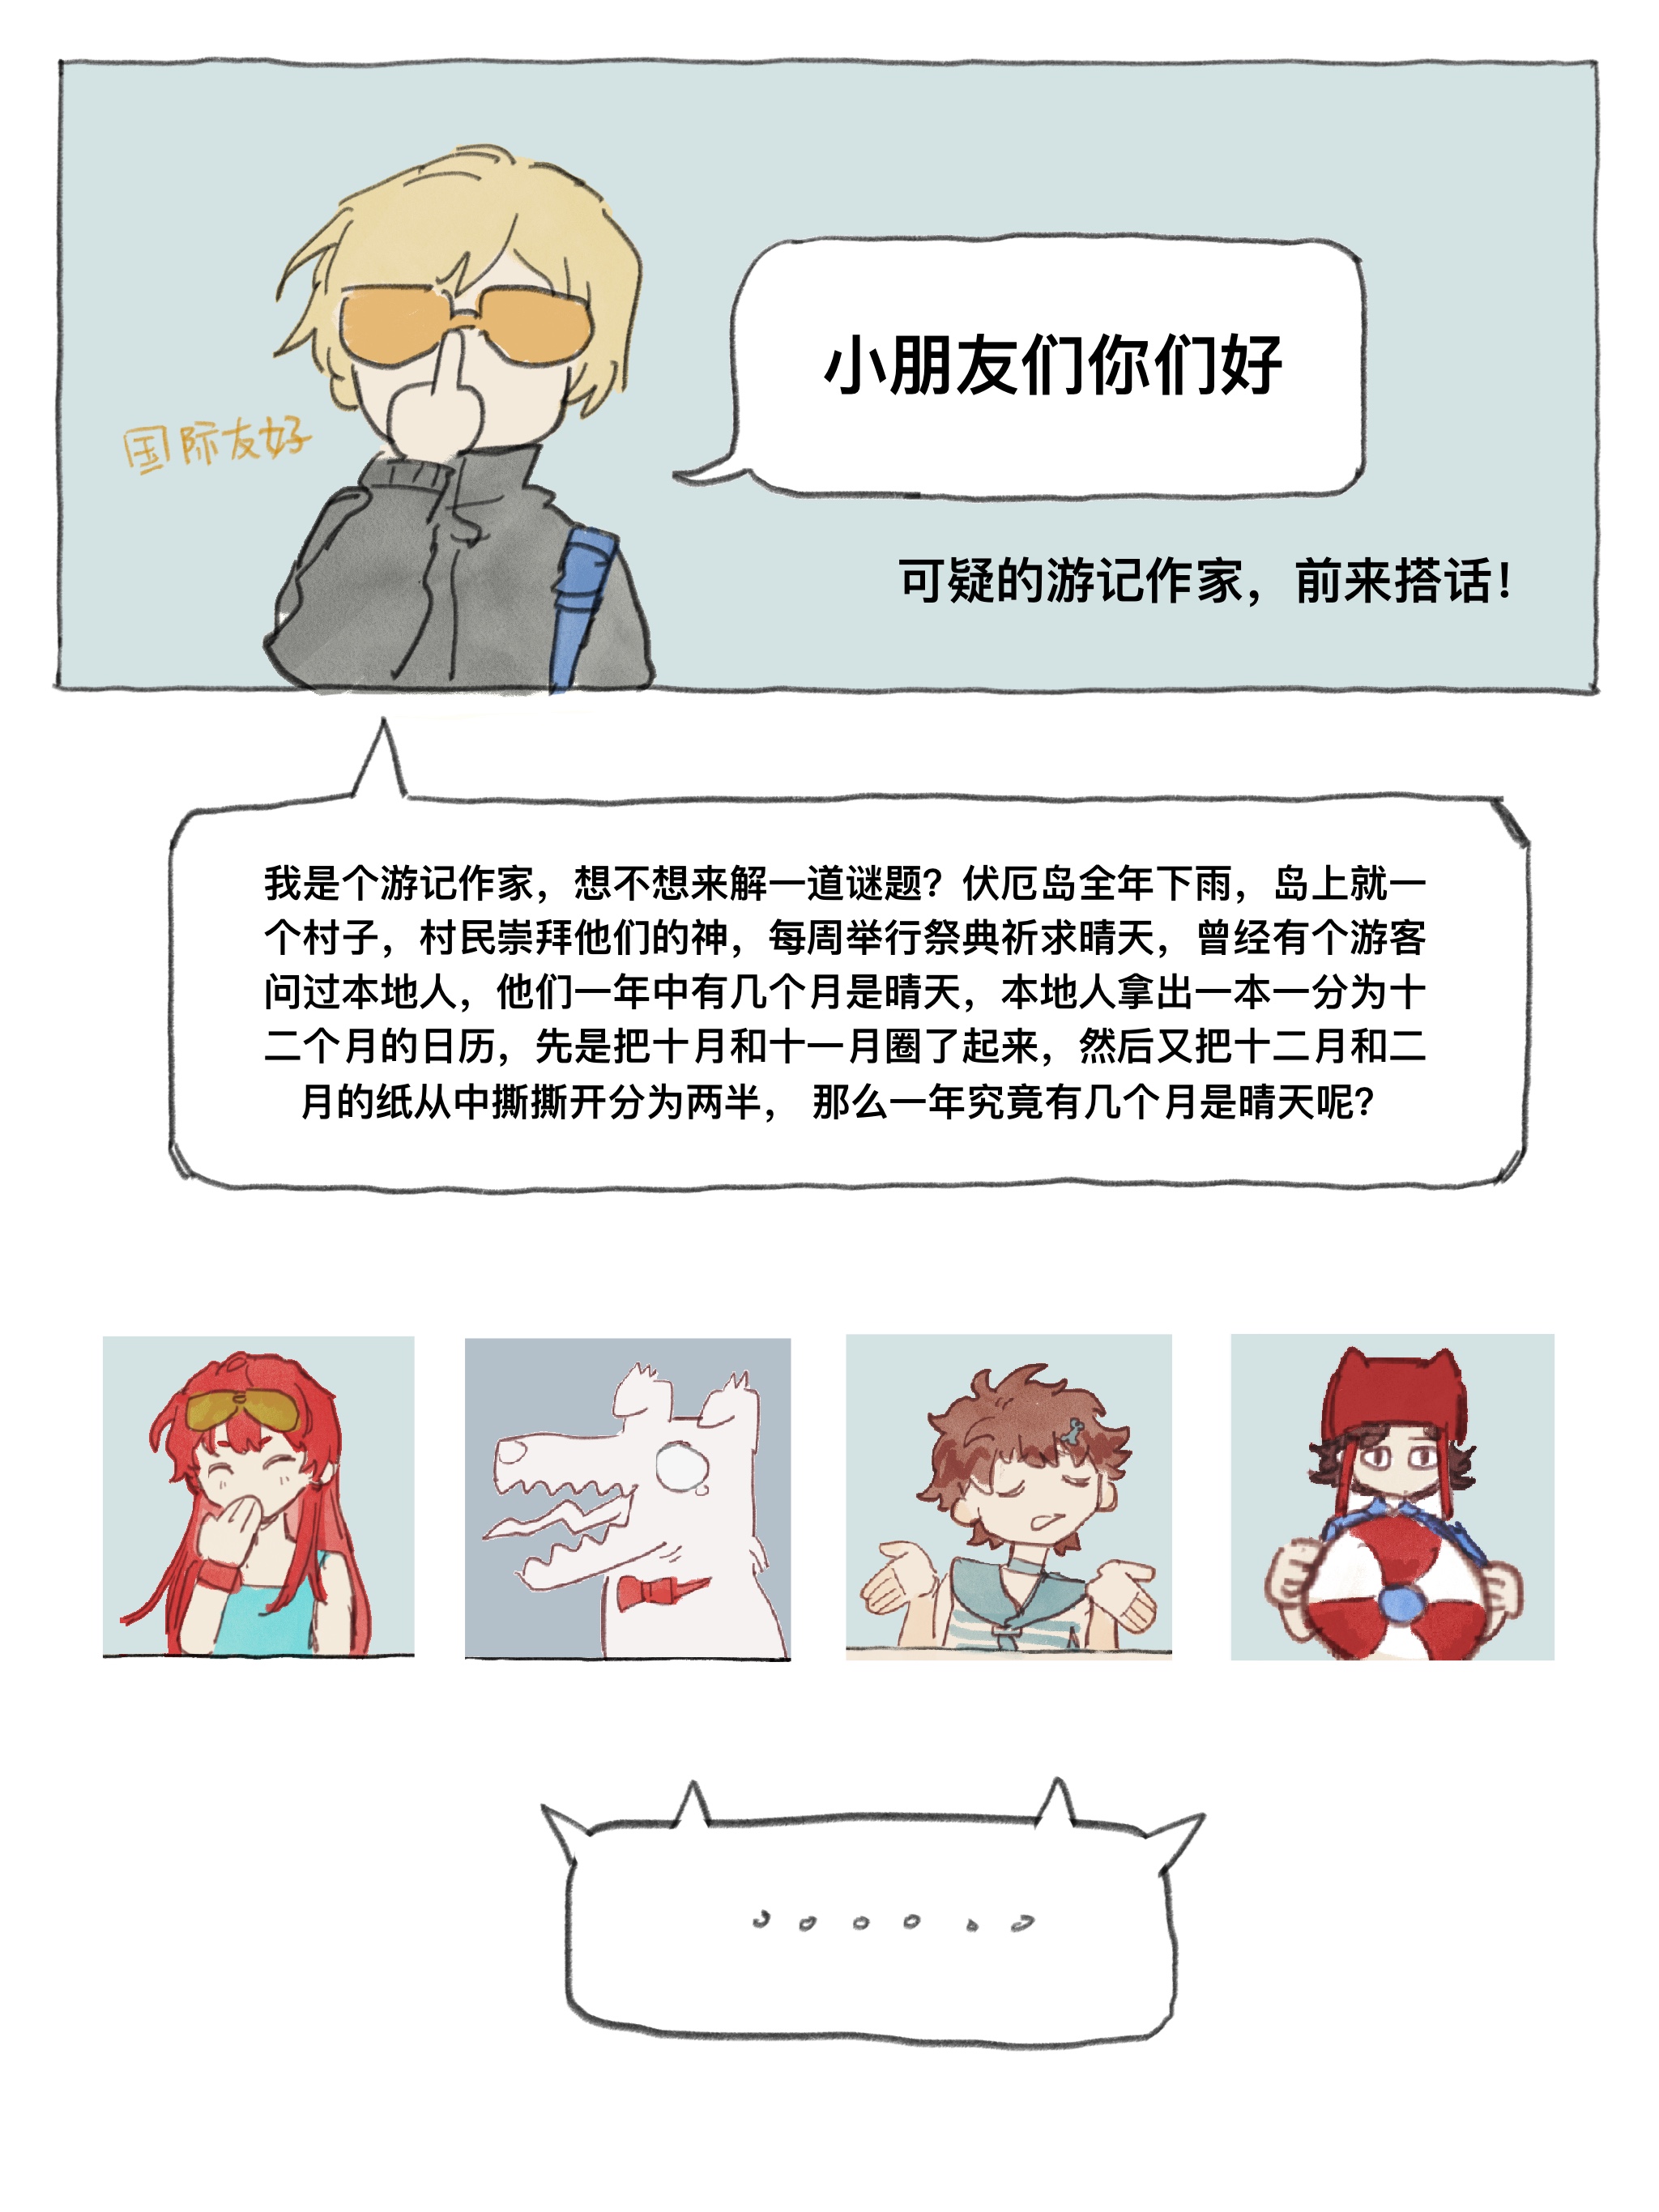 小朋友们你们好
国际友好
可疑的游记作家，前来搭话！
我是个游记作家，想不想来解一道谜题？伏厄岛全年下雨，岛上就一
个村子，村民崇拜他们的神，每周举行祭典祈求晴天，曾经有个游客
问过本地人，他们一年中有几个月是晴天，本地人拿出一本一分为十
二个月的日历，先是把十月和十一月圈了起来，然后又把十二月和二
月的纸从中撕撕开分为两半， 那么一年究竟有几个月是晴天呢？
。。。。。。